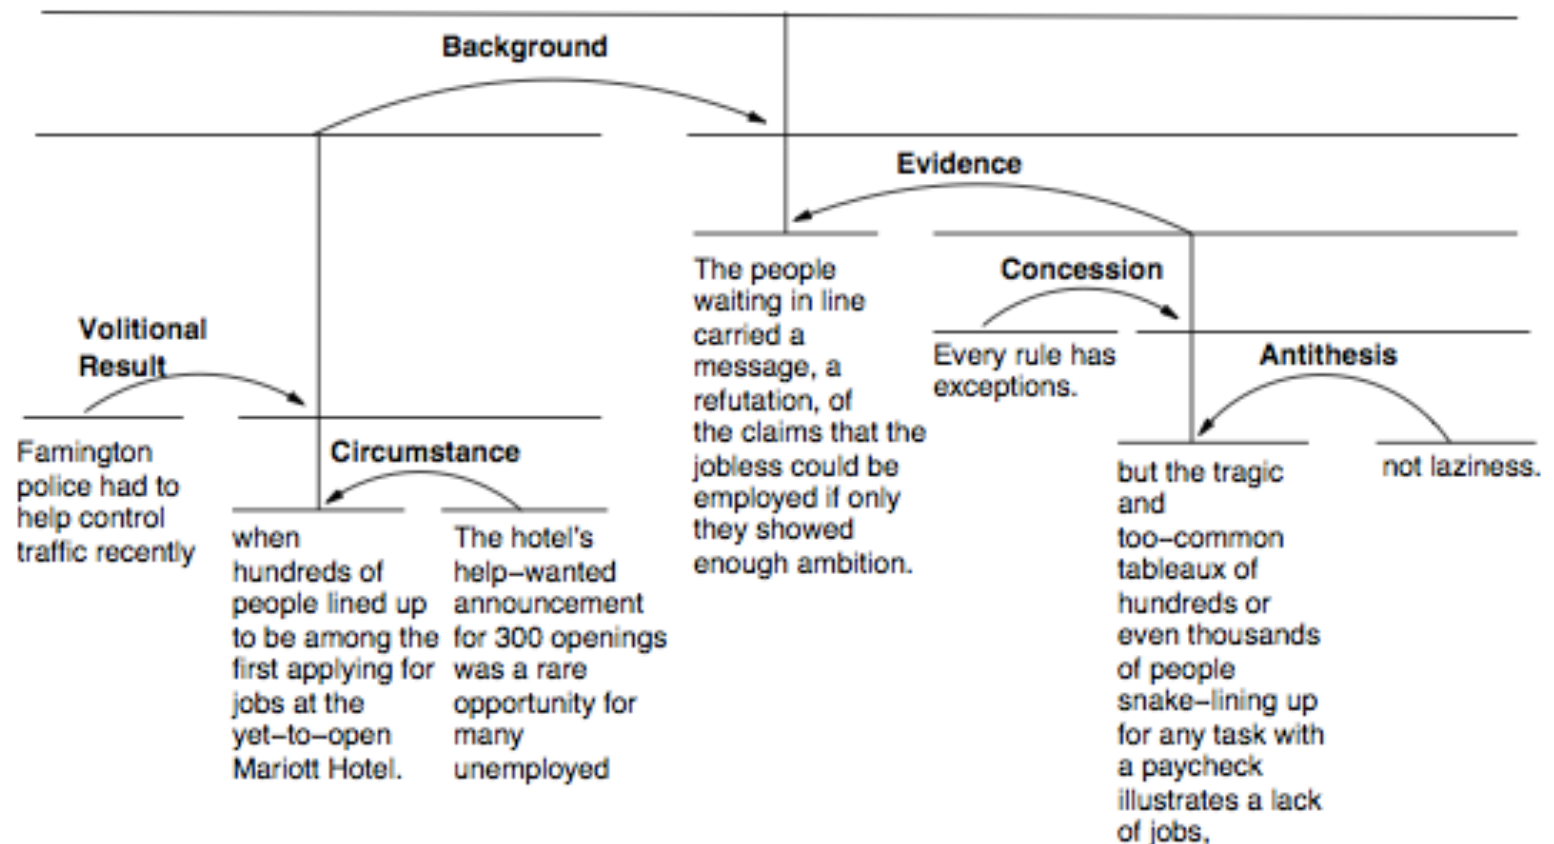 Background
Evidence
Concession
Volitional
Result
Antithesis
Circumstance
Famington
police had to
help control
traffic recently
when
hundreds of
people lined up
to be among the
first applying for
jobs at the
yet–to–open
Mariott Hotel.
The hotel's
help–wanted
announcement
for 300 openings
was a rare
opportunity for
many
unemployed
The people
waiting in line
carried a
message, a
refutation, of
the claims that the
jobless could be
employed if only
they showed
enough ambition.
Every rule has
exceptions.
but the tragic
and
too–common
tableaux of
hundreds or
even thousands
of people
snake–lining up
for any task with
a paycheck
illustrates a lack
of jobs,
not laziness.